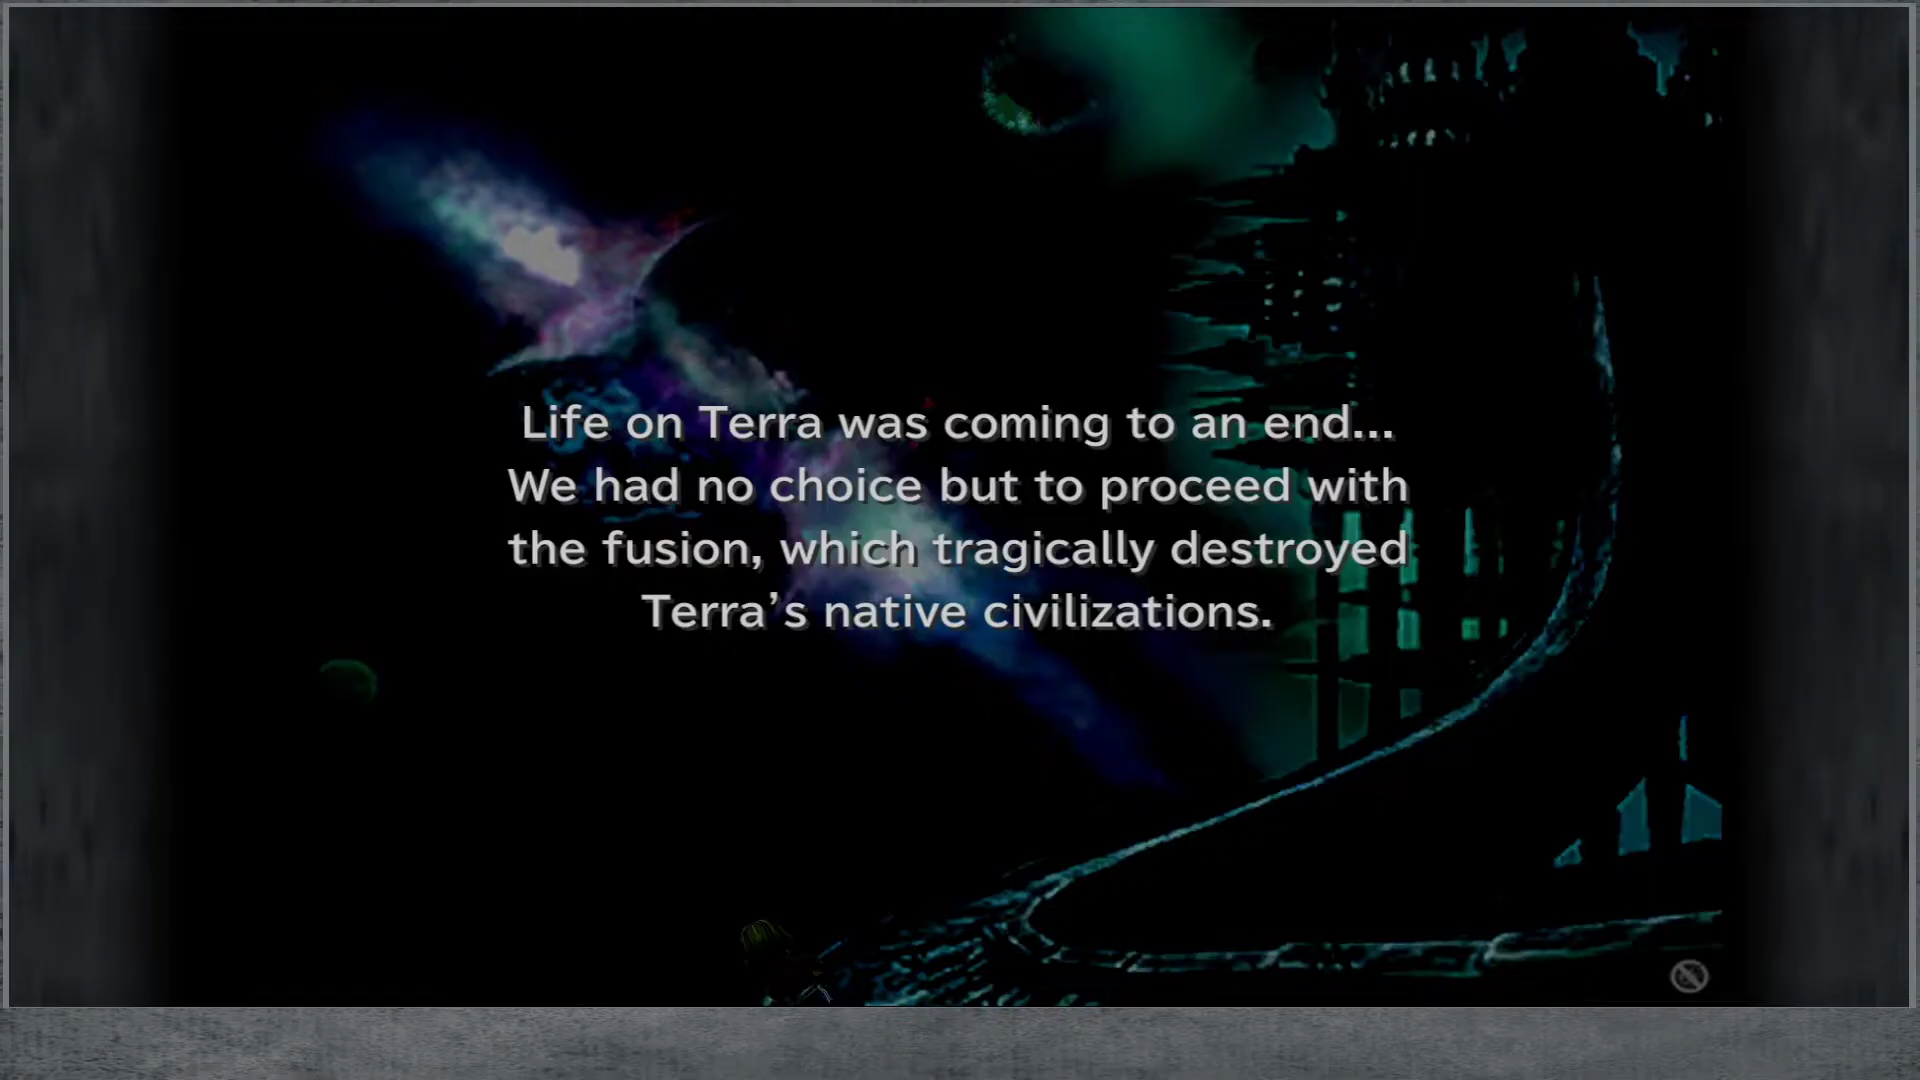 Life on Terra was coming to an end...
We had no choice but to proceed with
the fusion, which tragically destroyed
Terra's native civilizations.